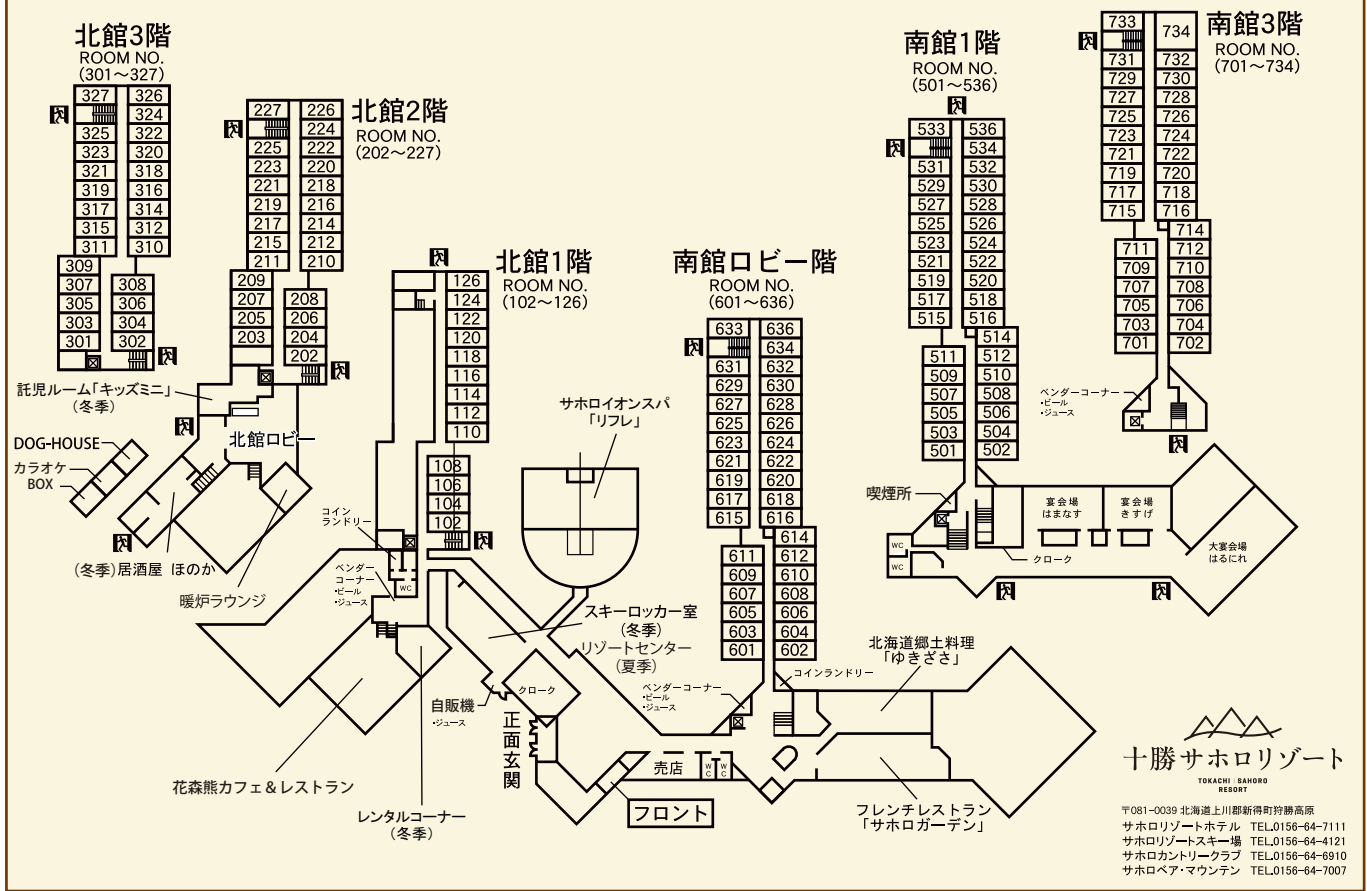 北館3階
ROOM NO.
(301〜327)
327 326
324
325 322
323 320
321 318
319 316
317 314
315 312
311 310
309
307 308
305 306
303 304
301 302
北館2階
ROOM NO.
(202〜227)
227 226
224
225 222
223 220
221 218
219 216
217 214
215 212
211 210
209
207 208
205 206
203 204
202
託児ルーム「キッズミニ」
(冬季)
北館ロビー
DOG-HOUSE
カラオケ
BOX
(冬季)居酒屋 ほのか
暖炉ラウンジ
北館1階
ROOM NO.
(102〜126)
126
124
122
120
118
116
114
112
110
108
106
104
102
コイン
ランドリー
ベンダー
コーナー
・ビール
・ジュース
WC
サホロイオンスパ
「リフレ」
スキーロッカー室
(冬季)
リゾートセンター
(夏季)
クローク
自販機
・ジュース
正面玄関
花森熊カフェ&レストラン
レンタルコーナー
(冬季)
フロント
売店
WC WC
南館ロビー階
ROOM NO.
(601〜636)
633 636
634
631 632
629 630
627 628
625 626
623 624
621 622
619 620
617 618
615 616
614
611 612
609 610
607 608
605 606
603 604
601 602
ベンダーコーナー
・ビール
・ジュース
コインランドリー
北海道郷土料理
「ゆきざさ」
フレンチレストラン
「サホロガーデン」
南館1階
ROOM NO.
(501〜536)
533 536
534
531 532
529 530
527 528
525 526
523 524
521 522
519 520
517 518
515 516
514
511 512
509 510
507 508
505 506
503 504
501 502
喫煙所
WC
WC
クローク
宴会場
はまなす
宴会場
きすげ
大宴会場
はるにれ
南館3階
ROOM NO.
(701〜734)
733 734
731 732
729 730
727 728
725 726
723 724
721 722
719 720
717 718
715 716
714
711 712
709 710
707 708
705 706
703 704
701 702
ベンダーコーナー
・ビール
・ジュース
十勝サホロリゾート
TOKACHI SAHORO
RESORT
〒081-0039 北海道上川郡新得町狩勝高原
サホロリゾートホテル TEL.0156-64-7111
サホロリゾートスキー場 TEL.0156-64-4121
サホロカントリークラブ TEL.0156-64-6910
サホロベア・マウンテン TEL.0156-64-7007